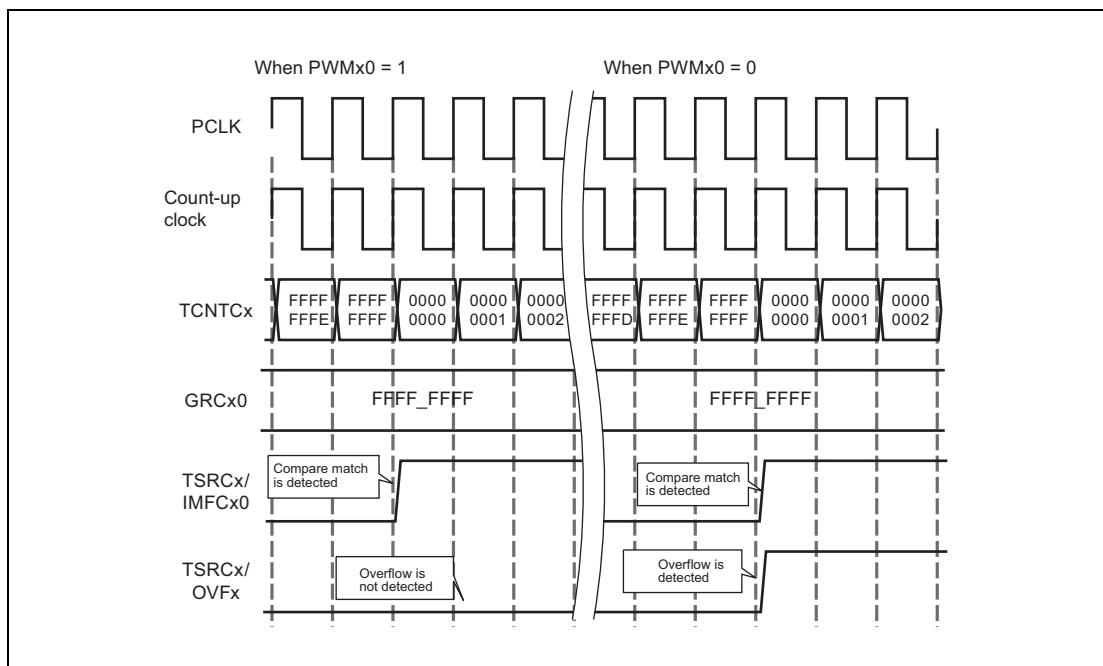 When PWMx0 = 1 When PWMx0 = 0
PCLK
Count-up
clock
TCNTCx
FFFF FFFF 0000 0000 0000 FFFF FFFF FFFF 0000 0000 0000
FFFE FFFF 0000 0001 0002 FFFD FFFE FFFF 0000 0001 0002
GRCx0 FFFF_FFFF FFFF_FFFF
TSRCx/
IMFCx0
Compare match
is detected
Compare match
is detected
TSRCx/
OVFx
Overflow is
not detected
Overflow is
detected